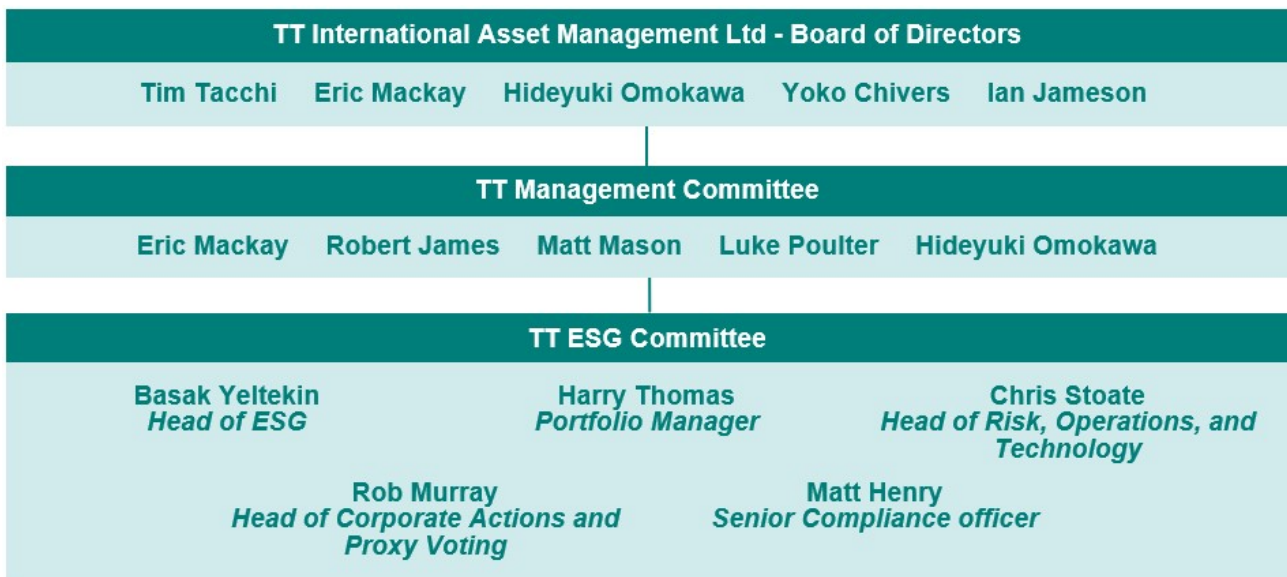 TT International Asset Management Ltd - Board of Directors
Tim Tacchi Eric Mackay Hideyuki Omokawa Yoko Chivers Ian Jameson
TT Management Committee
Eric Mackay Robert James Matt Mason Luke Poulter Hideyuki Omokawa
TT ESG Committee
Basak Yeltekin Harry Thomas Chris Stoate
Head of ESG Portfolio Manager Head of Risk, Operations, and
Technology
Rob Murray Matt Henry
Head of Corporate Actions and Senior Compliance officer
Proxy Voting